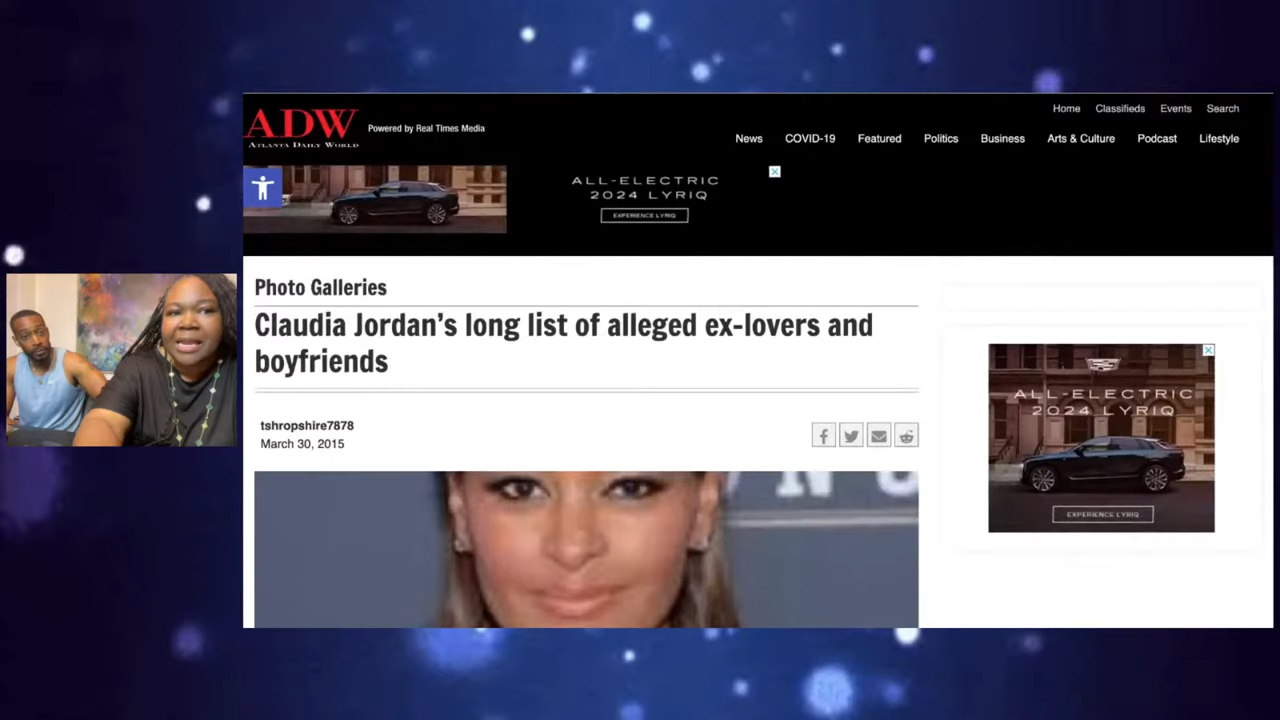 ADW
ATLANTA DAILY WORLD
Powered by Real Times Media
Home Classifieds Events Search
News COVID-19 Featured Politics Business Arts & Culture Podcast Lifestyle
ALL-ELECTRIC
2024 LYRIQ
EXPERIENCE LYRIQ
Photo Galleries
Claudia Jordan's long list of alleged ex-lovers and
boyfriends
tshropshire7878
March 30, 2015
ALL-ELECTRIC
2024 LYRIQ
EXPERIENCE LYRIQ